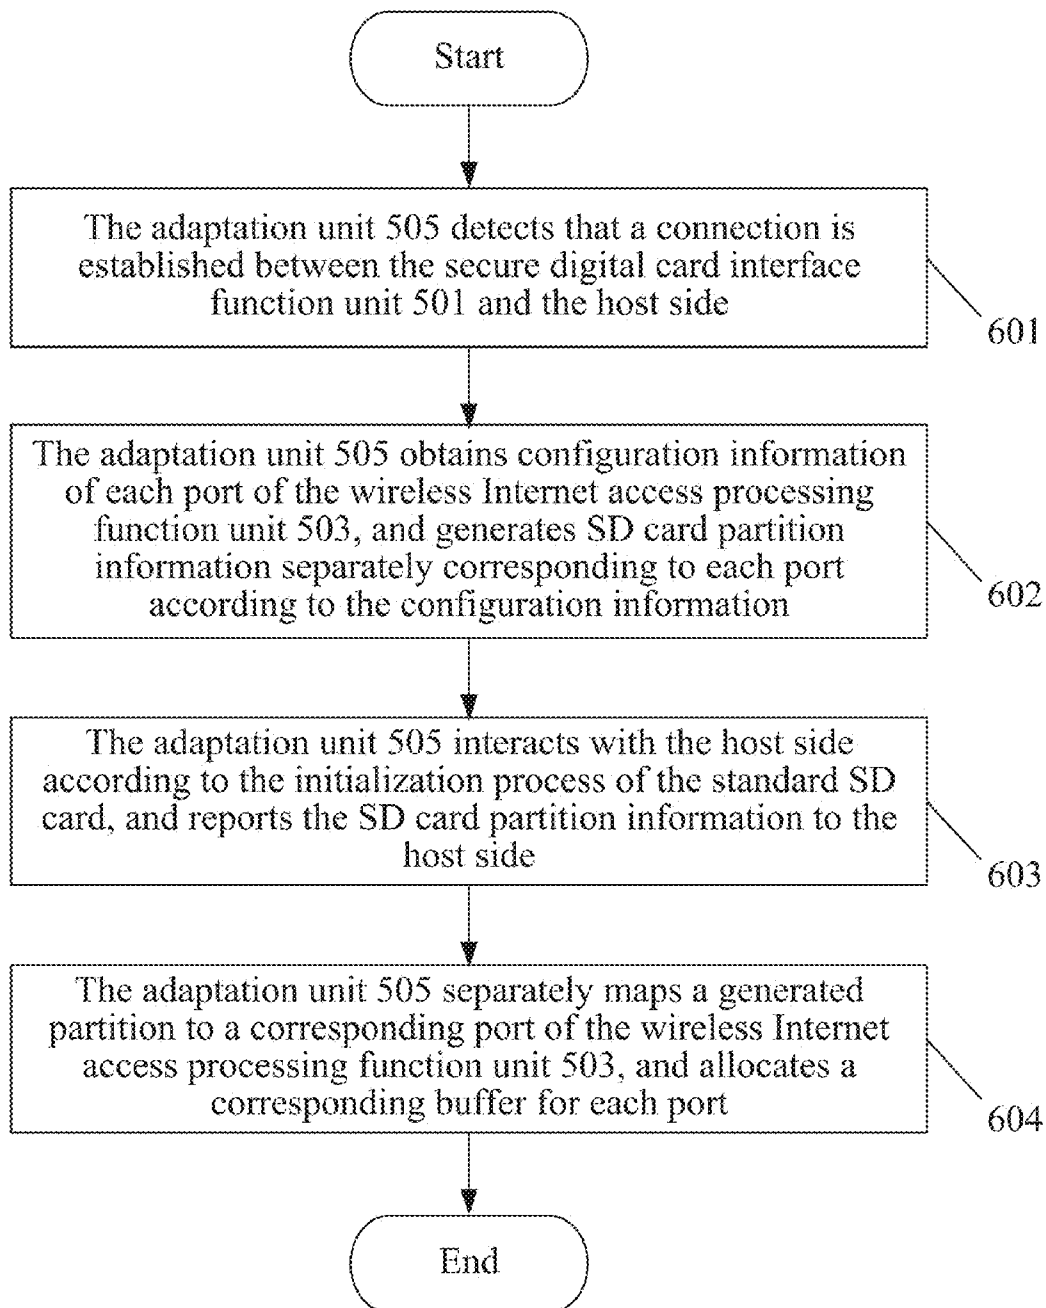 Start
The adaptation unit 505 detects that a connection is
established between the secure digital card interface
function unit 501 and the host side
601
The adaptation unit 505 obtains configuration information
of each port of the wireless Internet access processing
function unit 503, and generates SD card partition
information separately corresponding to each port
according to the configuration information
602
The adaptation unit 505 interacts with the host side
according to the initialization process of the standard SD
card, and reports the SD card partition information to the
host side
603
The adaptation unit 505 separately maps a generated
partition to a corresponding port of the wireless Internet
access processing function unit 503, and allocates a
corresponding buffer for each port
604
End